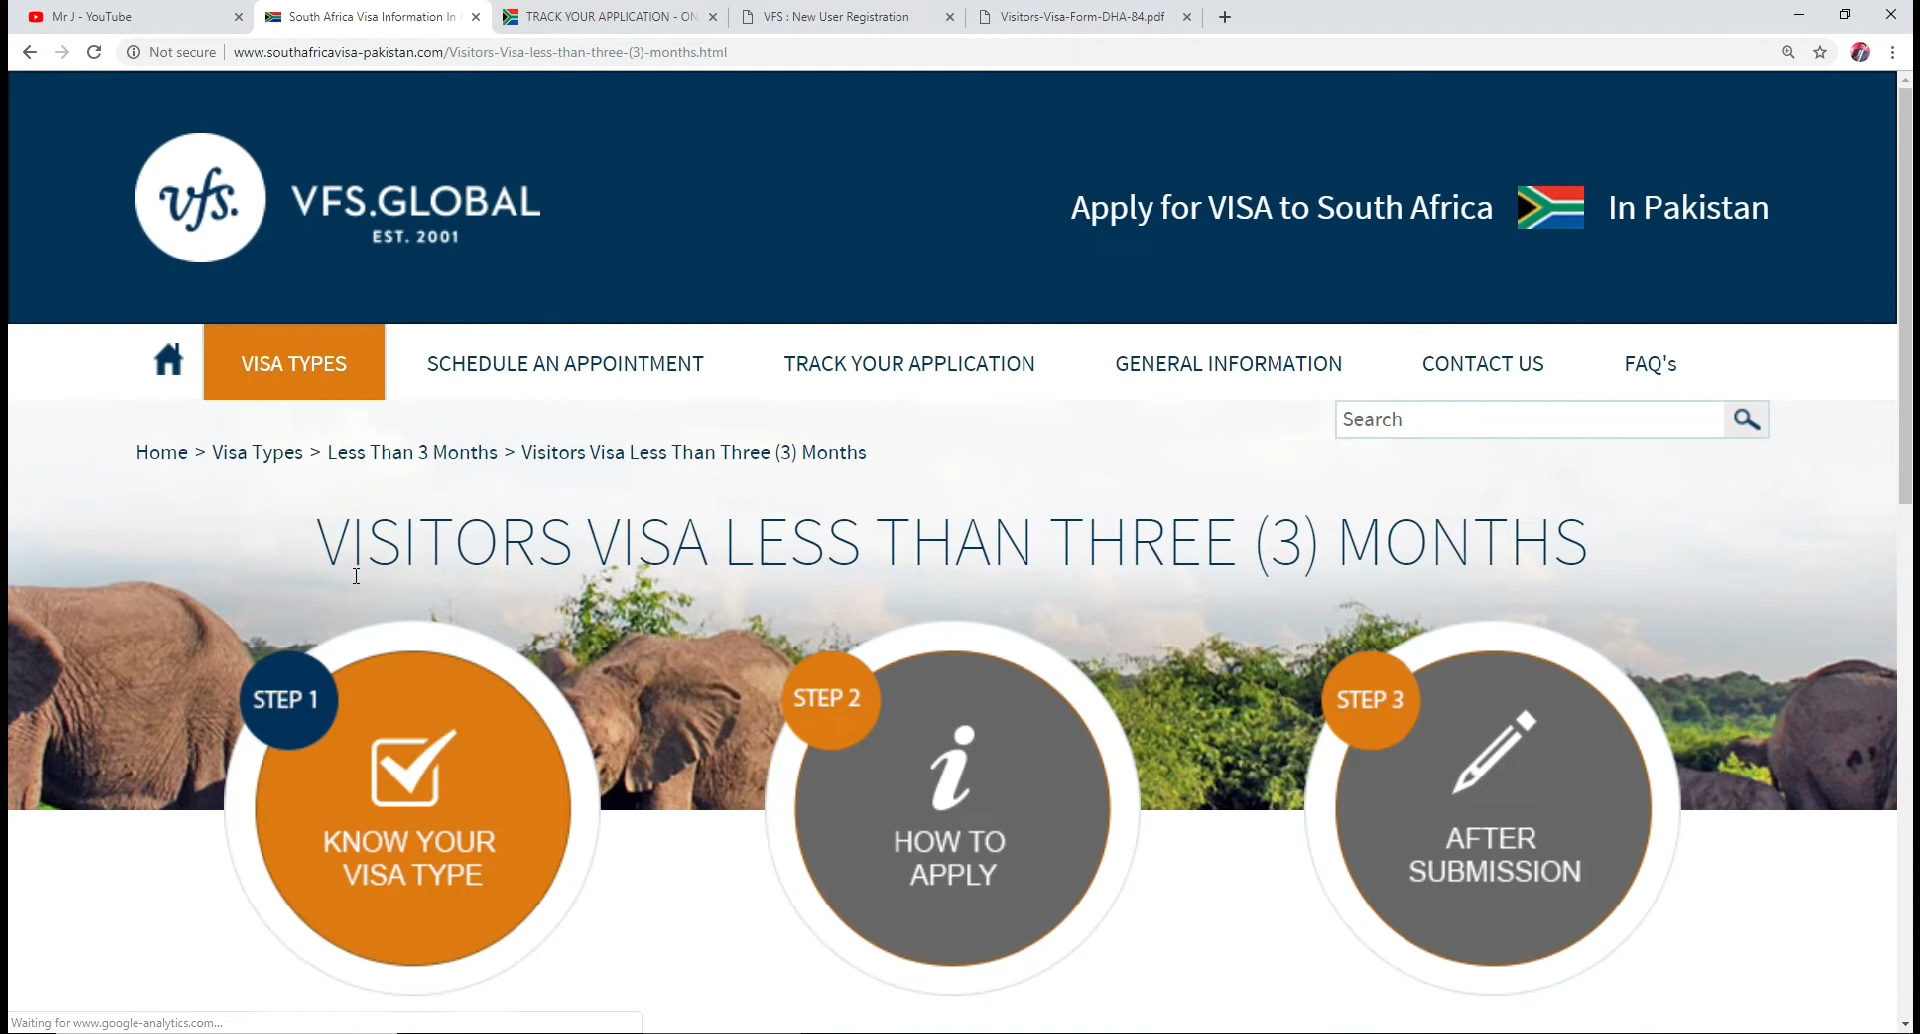 Mr J - YouTube
South Africa Visa Information In
TRACK YOUR APPLICATION - ON
VFS : New User Registration
Visitors-Visa-Form-DHA-84.pdf
Not secure
www.southafricavisa-pakistan.com/Visitors-Visa-less-than-three-(3)-months.html
vfs.
VFS.GLOBAL
EST. 2001
Apply for VISA to South Africa In Pakistan
VISA TYPES
SCHEDULE AN APPOINTMENT
TRACK YOUR APPLICATION
GENERAL INFORMATION
CONTACT US
FAQ's
Search
Home > Visa Types > Less Than 3 Months > Visitors Visa Less Than Three (3) Months
VISITORS VISA LESS THAN THREE (3) MONTHS
STEP 1
KNOW YOUR
VISA TYPE
STEP 2
HOW TO
APPLY
STEP 3
AFTER
SUBMISSION
Waiting for www.google-analytics.com...